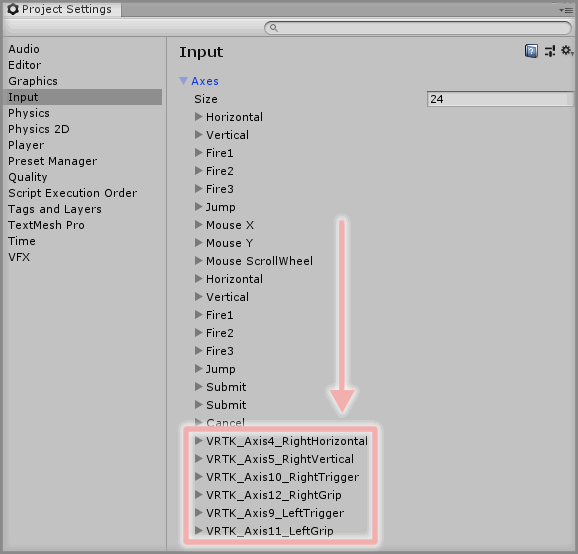 Project Settings
Audio
Editor
Graphics
Input
Physics
Physics 2D
Player
Preset Manager
Quality
Script Execution Order
Tags and Layers
TextMesh Pro
Time
VFX
Input
Axes
Size 24
Horizontal
Vertical
Fire1
Fire2
Fire3
Jump
Mouse X
Mouse Y
Mouse ScrollWheel
Horizontal
Vertical
Fire1
Fire2
Fire3
Jump
Submit
Submit
Cancel
VRTK_Axis4_RightHorizontal
VRTK_Axis5_RightVertical
VRTK_Axis10_RightTrigger
VRTK_Axis12_RightGrip
VRTK_Axis9_LeftTrigger
VRTK_Axis11_LeftGrip